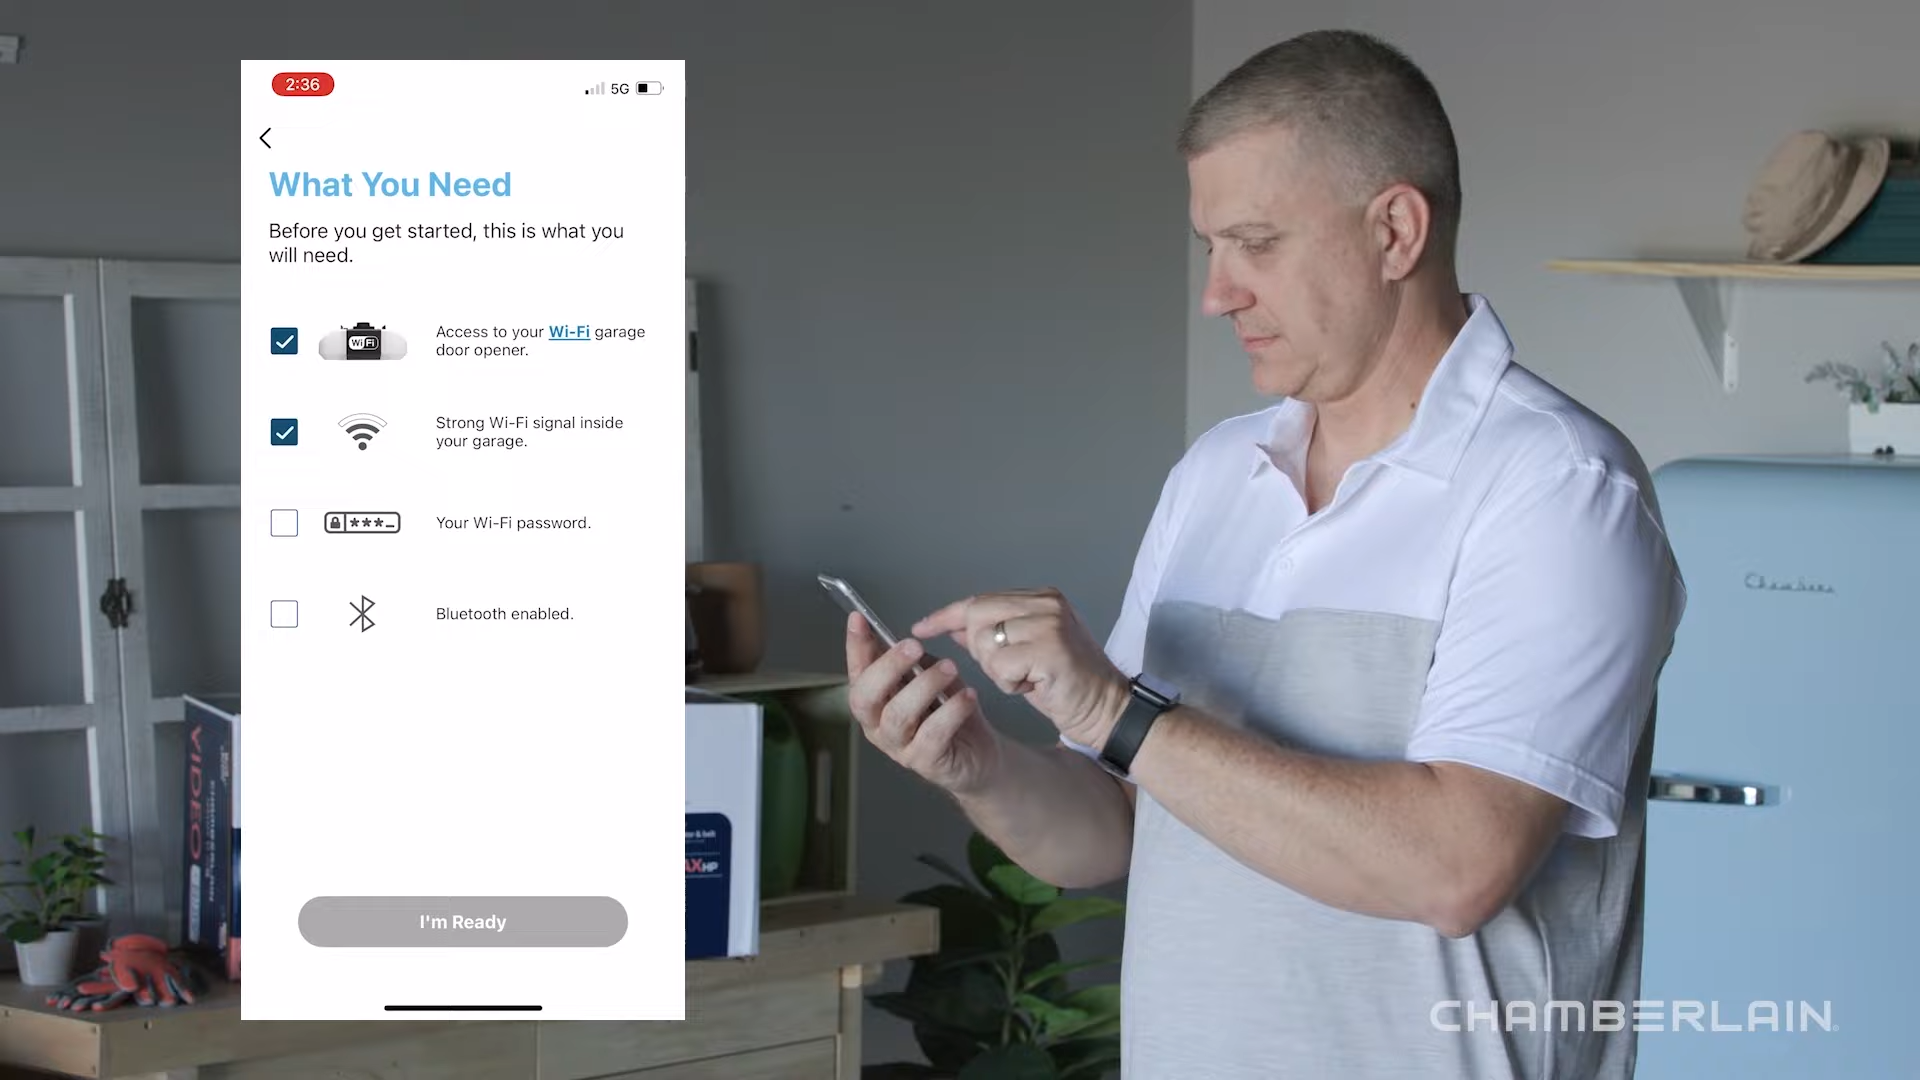 2:36
5G
What You Need
Before you get started, this is what you
will need.
WiFi
Access to your Wi-Fi garage
door opener.
Strong Wi-Fi signal inside
your garage.
***_
Your Wi-Fi password.
Bluetooth enabled.
I'm Ready
VIDEO
HP
CHAMBERLAIN